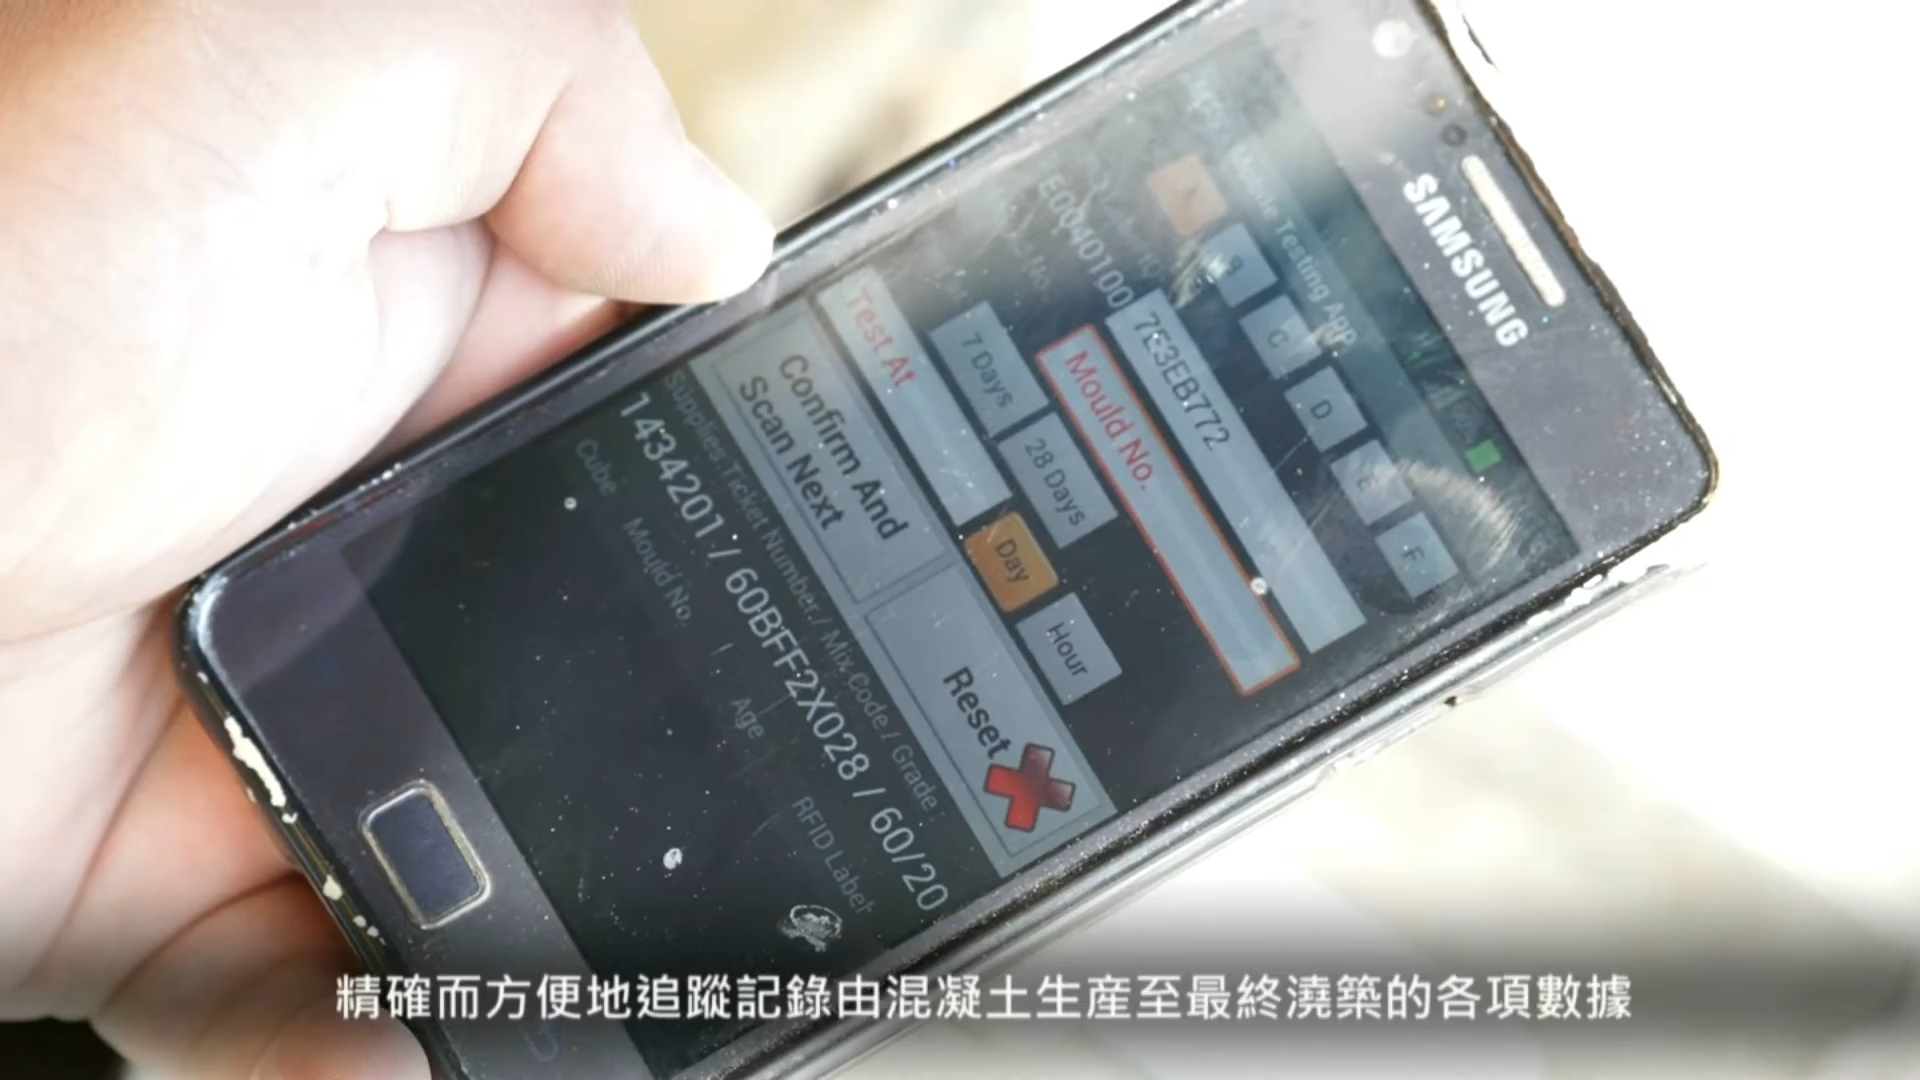 SAMSUNG
Mobile Testing APP
B
C
D
E
F
E0040100
7E3EB772
Mould No.
7 Days
28 Days
Day
Hour
Test At
Confirm And
Scan Next
Reset
Supplies Ticket Number / Mix Code / Grade :
1434201 / 60BFF2X028 / 60/20
Cube
Mould No.
Age
RFID Label
精確而方便地追蹤記錄由混凝土生産至最終澆築的各項數據